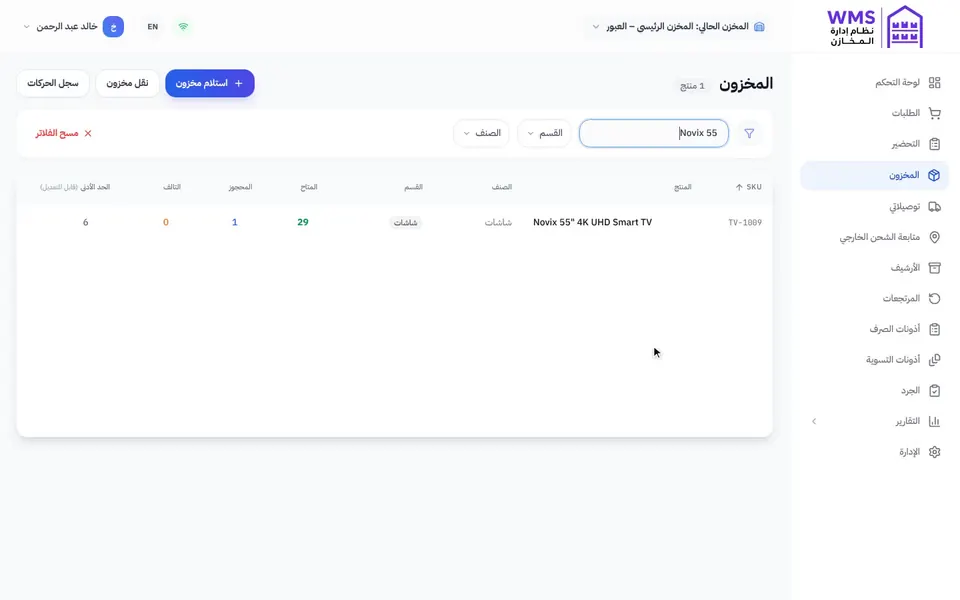 WMS
نظام إدارة
المـخـازن
المخزن الحالي: المخزن الرئيسي – العبور
EN
خ
خالد عبد الرحمن
لوحة التحكم
الطلبات
التحضير
المخزون
توصيلاتي
متابعة الشحن الخارجي
الأرشيف
المرتجعات
أذونات الصرف
أذونات التسوية
الجرد
التقارير
الإدارة
المخزون
1 منتج
+ استلام مخزون
نقل مخزون
سجل الحركات
Novix 55
القسم
الصنف
مسح الفلاتر
SKU المنتج الصنف القسم المتاح المحجوز التالف الحد الأدنى (قابل للتعديل)
TV-1009 Novix 55" 4K UHD Smart TV شاشات شاشات 29 1 0 6